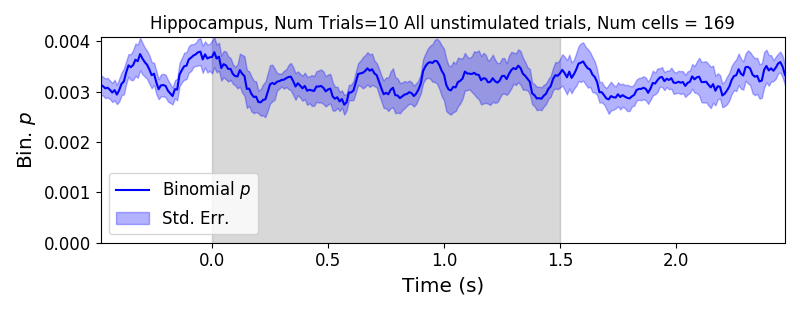 Hippocampus, Num Trials=10 All unstimulated trials, Num cells = 169
0.004
0.003
0.002
0.001
0.000
Bin. p
Binomial p
Std. Err.
0.0 0.5 1.0 1.5 2.0
Time (s)